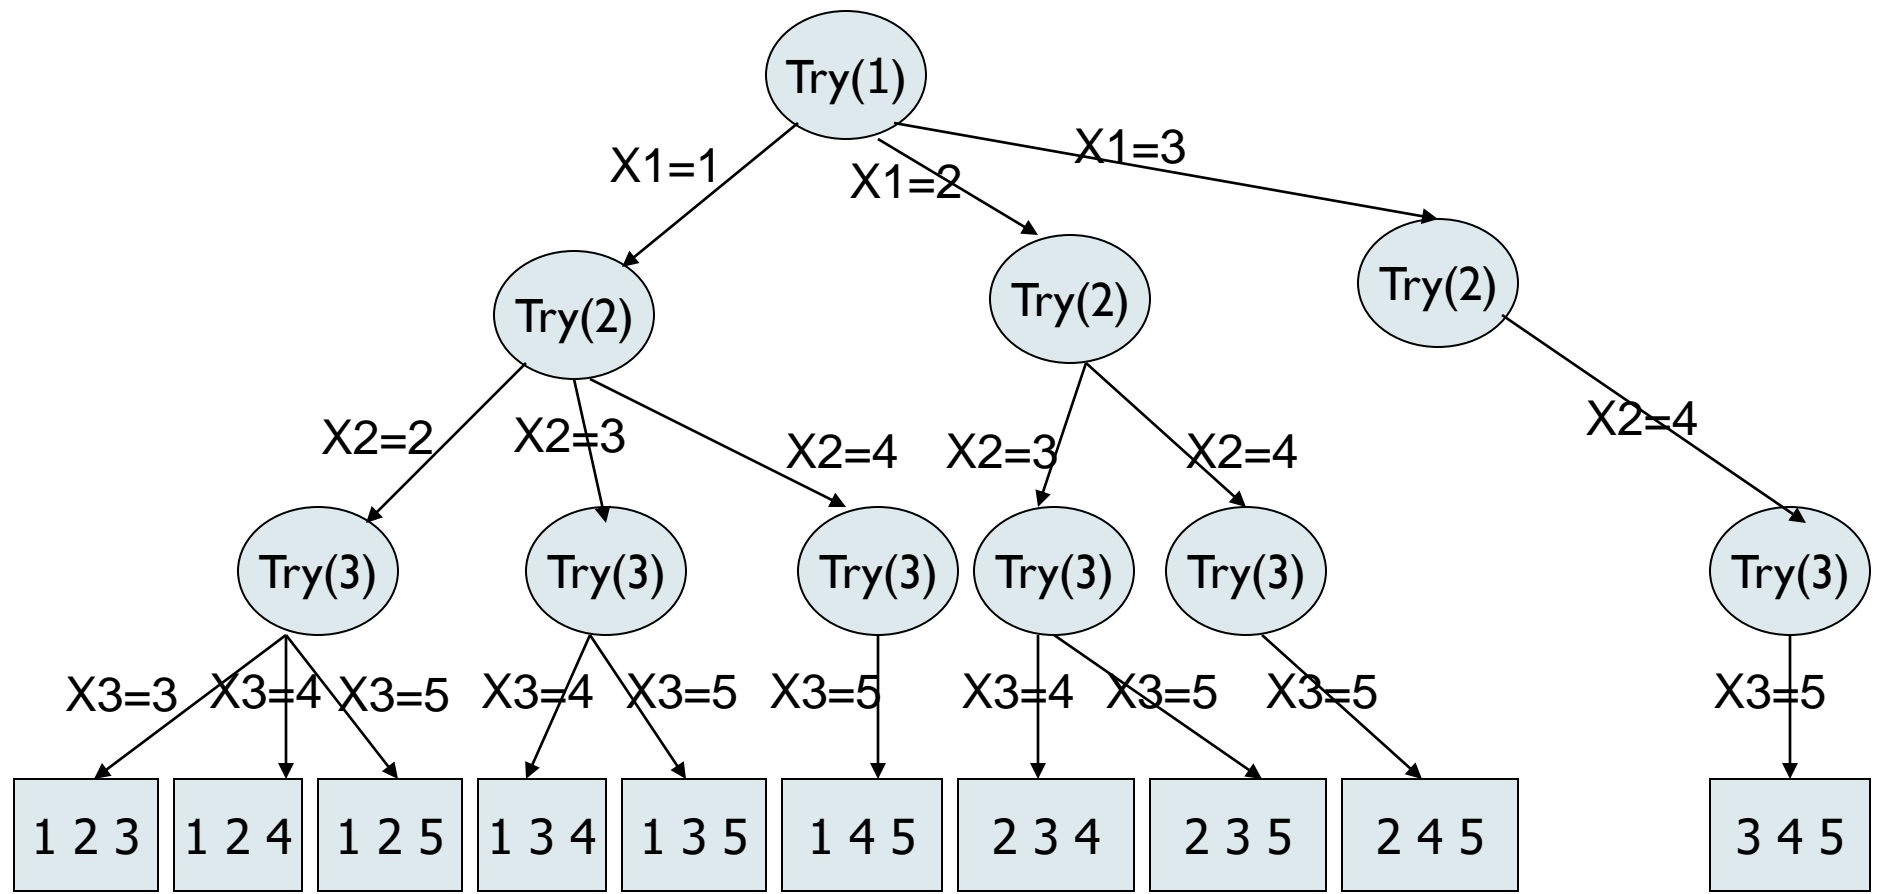 Try(1)
X1=1
X1=2
X1=3
Try(2)
Try(2)
Try(2)
X2=2
X2=3
X2=4
X2=3
X2=4
X2=4
Try(3)
Try(3)
Try(3)
Try(3)
Try(3)
Try(3)
X3=3
X3=4
X3=5
X3=4
X3=5
X3=5
X3=4
X3=5
X3=5
X3=5
1 2 3
1 2 4
1 2 5
1 3 4
1 3 5
1 4 5
2 3 4
2 3 5
2 4 5
3 4 5